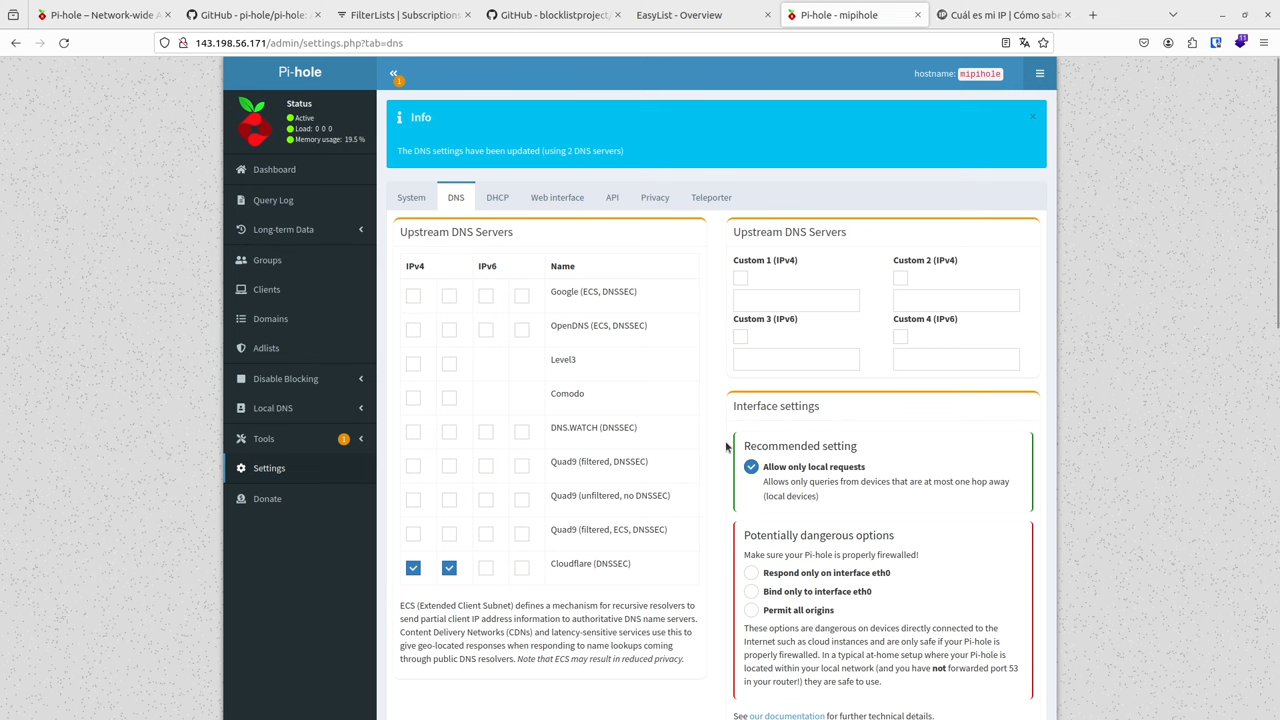 Pi-hole – Network-wide A
GitHub - pi-hole/pi-hole:
FilterLists | Subscriptions
GitHub - blocklistproject/
EasyList - Overview
Pi-hole - mipihole
Cuál es mi IP | Cómo sabe
143.198.56.171/admin/settings.php?tab=dns
11
Pi-hole
1
hostname: mipihole
Status
Active
Load: 0 0 0
Memory usage: 19.5 %
Dashboard
Query Log
Long-term Data
Groups
Clients
Domains
Adlists
Disable Blocking
Local DNS
Tools 1
Settings
Donate
Info
The DNS settings have been updated (using 2 DNS servers)
System DNS DHCP Web interface API Privacy Teleporter
Upstream DNS Servers
IPv4 IPv6 Name
Google (ECS, DNSSEC)
OpenDNS (ECS, DNSSEC)
Level3
Comodo
DNS.WATCH (DNSSEC)
Quad9 (filtered, DNSSEC)
Quad9 (unfiltered, no DNSSEC)
Quad9 (filtered, ECS, DNSSEC)
Cloudflare (DNSSEC)
ECS (Extended Client Subnet) defines a mechanism for recursive resolvers to
send partial client IP address information to authoritative DNS name servers.
Content Delivery Networks (CDNs) and latency-sensitive services use this to
give geo-located responses when responding to name lookups coming
through public DNS resolvers. Note that ECS may result in reduced privacy.
Upstream DNS Servers
Custom 1 (IPv4) Custom 2 (IPv4)
Custom 3 (IPv6) Custom 4 (IPv6)
Interface settings
Recommended setting
Allow only local requests
Allows only queries from devices that are at most one hop away
(local devices)
Potentially dangerous options
Make sure your Pi-hole is properly firewalled!
Respond only on interface eth0
Bind only to interface eth0
Permit all origins
These options are dangerous on devices directly connected to the
Internet such as cloud instances and are only safe if your Pi-hole is
properly firewalled. In a typical at-home setup where your Pi-hole is
located within your local network (and you have not forwarded port 53
in your router!) they are safe to use.
See our documentation for further technical details.